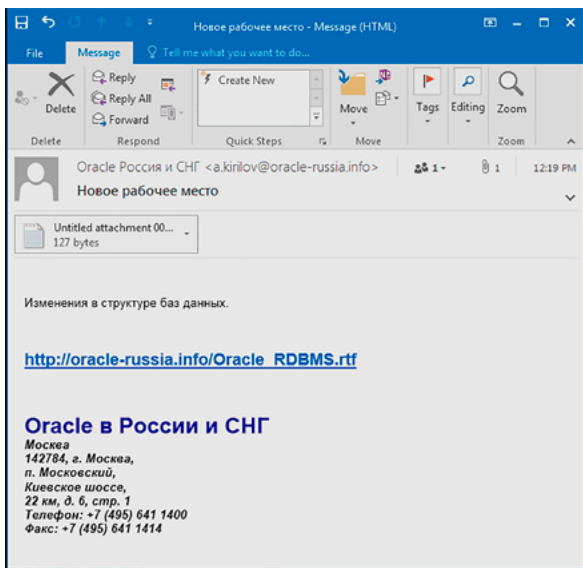 Новое рабочее место - Message (HTML)
File Message Tell me what you want to do...
Delete
Reply
Reply All
Forward
Create New
Move
Tags
Editing
Zoom
Delete Respond Quick Steps Move Zoom
Oracle Россия и СНГ <a.kirilov@oracle-russia.info> 1 1 12:19 PM
Новое рабочее место
Untitled attachment 00...
127 bytes
Изменения в структуре баз данных.
http://oracle-russia.info/Oracle_RDBMS.rtf
Oracle в России и СНГ
Москва
142784, г. Москва,
п. Московский,
Киевское шоссе,
22 км, д. 6, стр. 1
Телефон: +7 (495) 641 1400
Факс: +7 (495) 641 1414